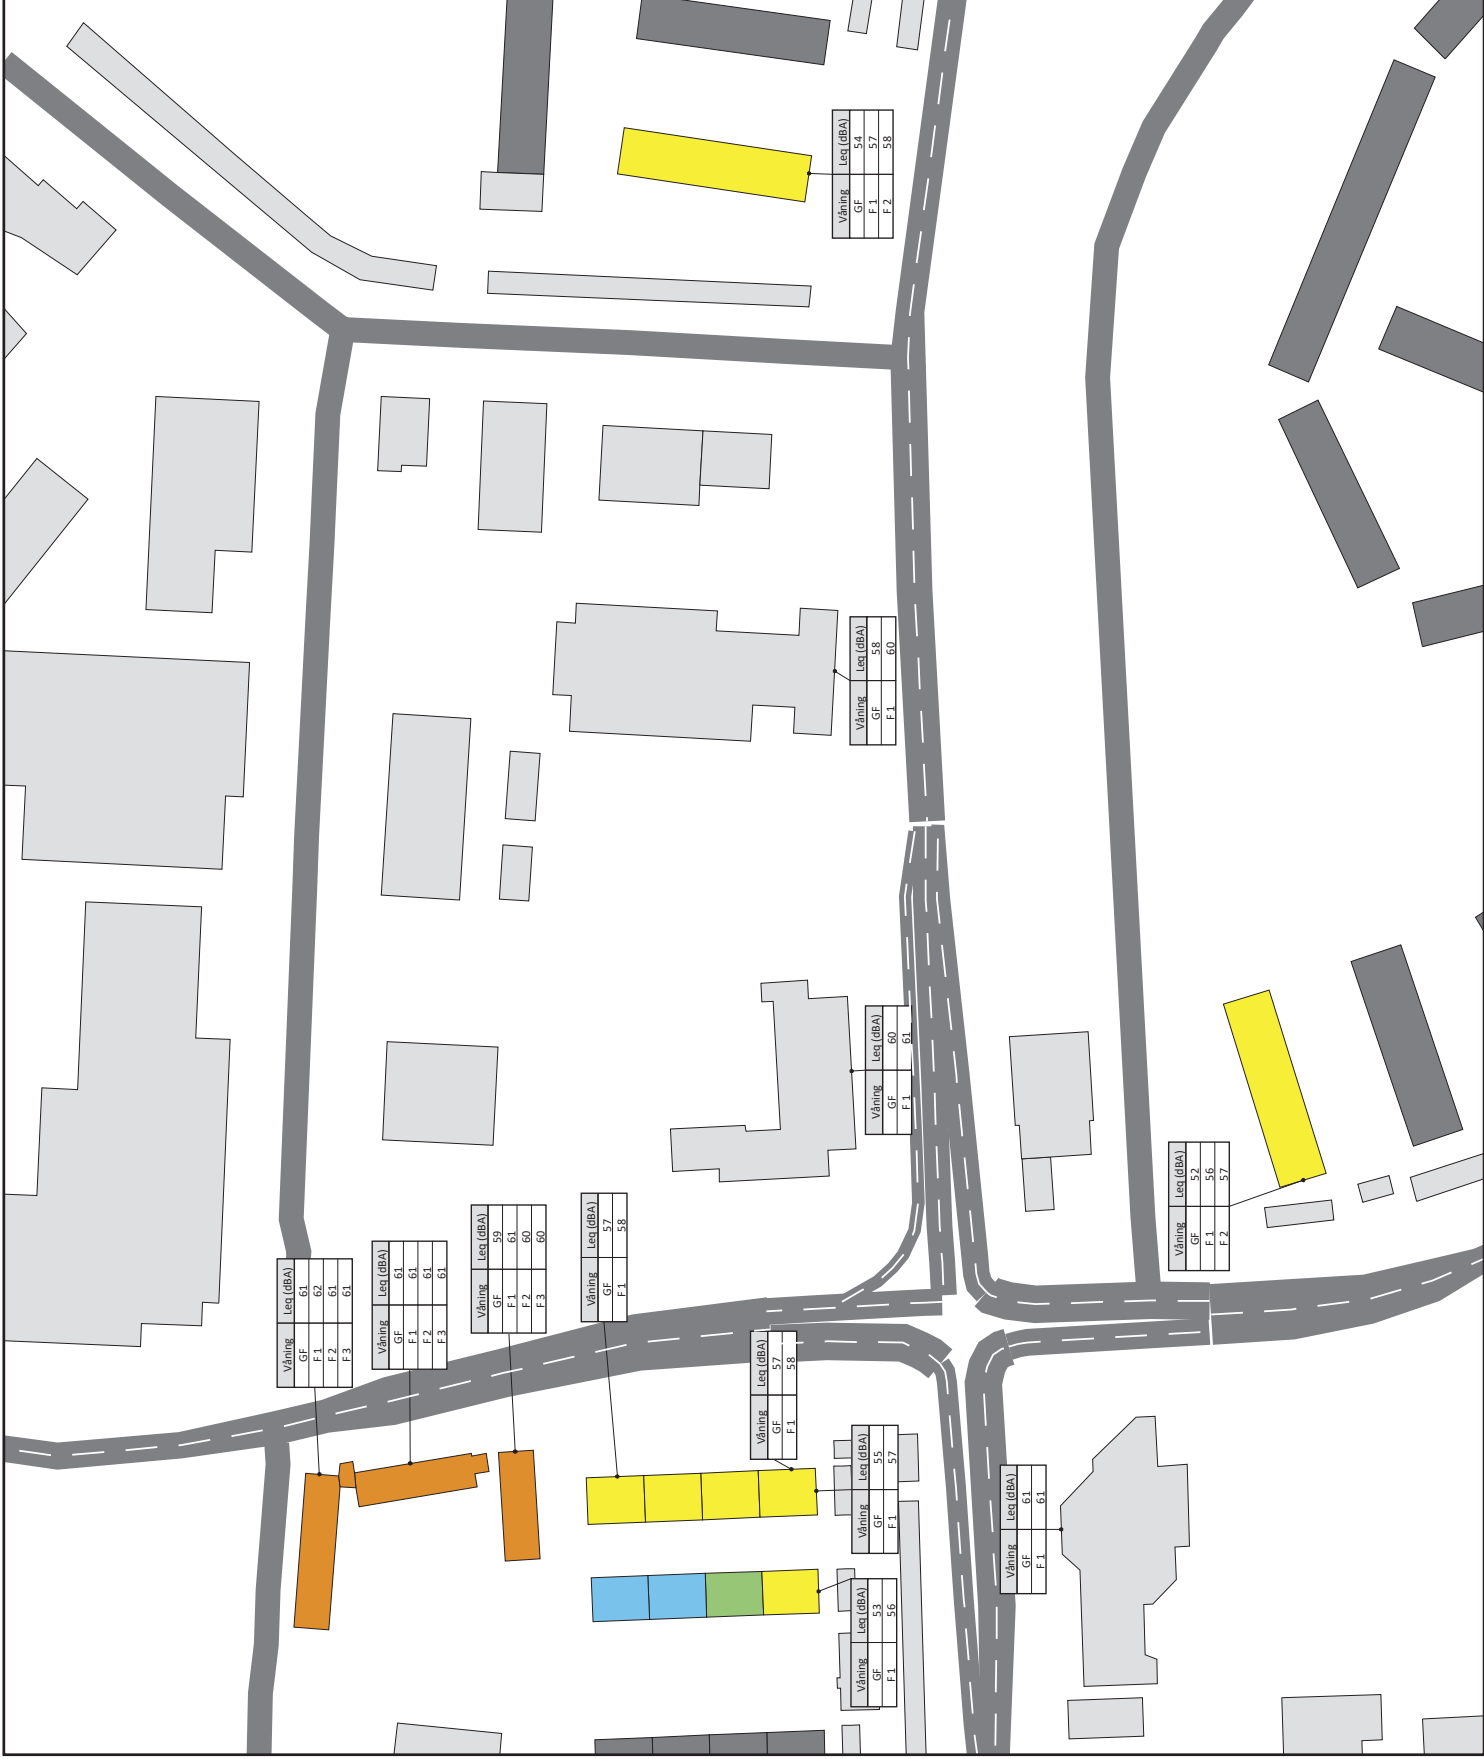 Våning Leq (dBA)
GF 54
F 1 57
F 2 58
Våning Leq (dBA)
GF 58
F 1 60
Våning Leq (dBA)
GF 60
F 1 61
Våning Leq (dBA)
GF 52
F 1 56
F 2 57
Våning Leq (dBA)
GF 61
F 1 62
F 2 61
F 3 61
Våning Leq (dBA)
GF 61
F 1 61
F 2 61
F 3 61
Våning Leq (dBA)
GF 59
F 1 61
F 2 60
F 3 60
Våning Leq (dBA)
GF 57
F 1 58
Våning Leq (dBA)
GF 57
F 1 58
Våning Leq (dBA)
GF 55
F 1 57
Våning Leq (dBA)
GF 53
F 1 56
Våning Leq (dBA)
GF 61
F 1 61